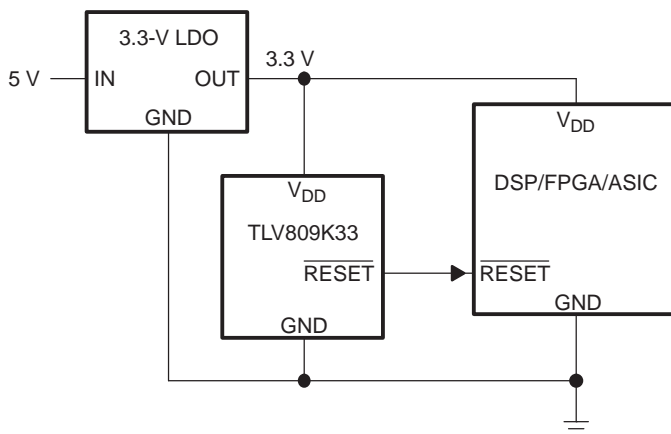 3.3-V LDO
3.3 V
5 V
IN
OUT
GND
V_DD
DSP/FPGA/ASIC
V_DD
TLV809K33
RESET
RESET
GND
GND